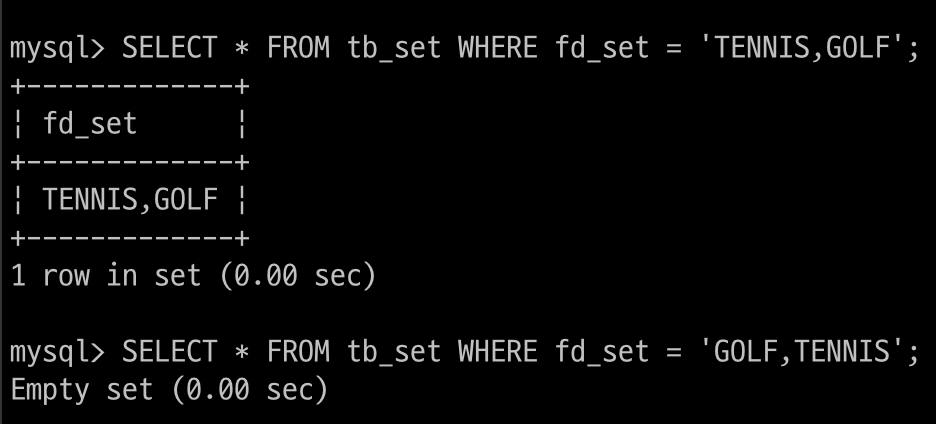 mysql> SELECT * FROM tb_set WHERE fd_set = 'TENNIS,GOLF';
+-------------+
¦ fd_set      ¦
+-------------+
¦ TENNIS,GOLF ¦
+-------------+
1 row in set (0.00 sec)

mysql> SELECT * FROM tb_set WHERE fd_set = 'GOLF,TENNIS';
Empty set (0.00 sec)